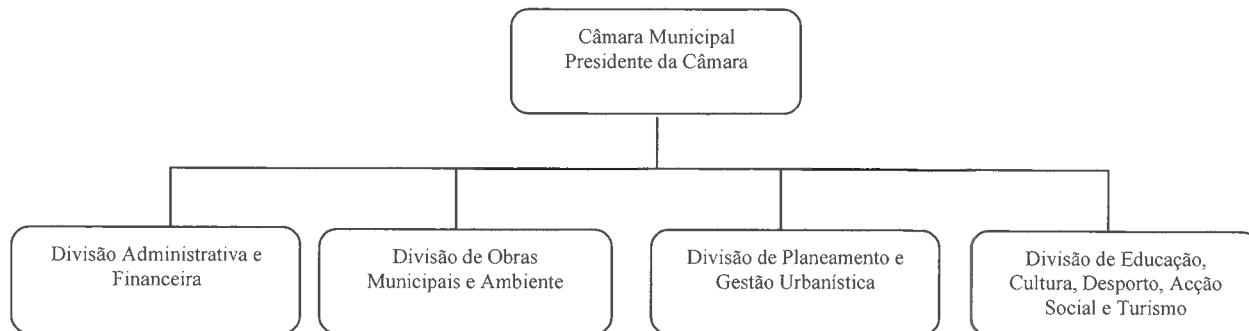 Câmara Municipal
Presidente da Câmara
Divisão Administrativa e
Financeira
Divisão de Obras
Municipais e Ambiente
Divisão de Planeamento e
Gestão Urbanística
Divisão de Educação,
Cultura, Desporto, Acção
Social e Turismo